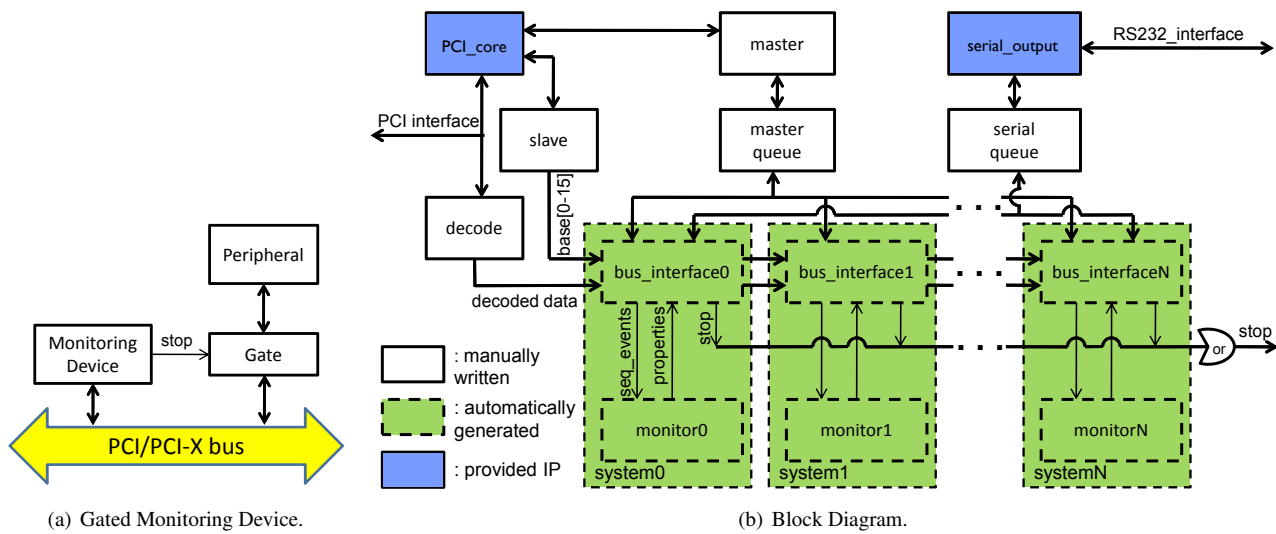 PCI_core
master
serial_output
RS232_interface
PCI interface
slave
master
queue
serial
queue
base[0-15]
decode
. . .
Peripheral
bus_interface0
bus_interface1
. . .
bus_interfaceN
decoded data
Monitoring
Device
stop
Gate
seq_events
properties
stop
. . .
or
stop
: manually
written
: automatically
generated
monitor0
monitor1
monitorN
PCI/PCI-X bus
: provided IP
system0
system1
systemN
(a) Gated Monitoring Device.
(b) Block Diagram.